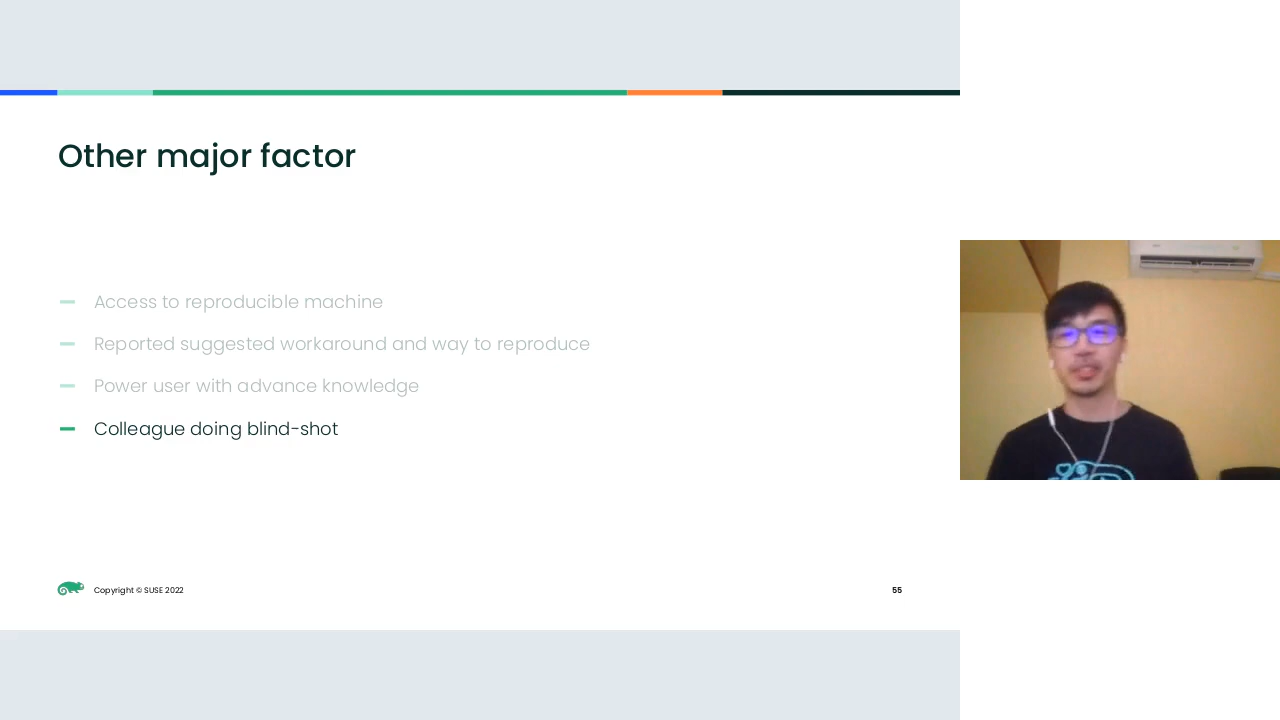 Other major factor
Access to reproducible machine
Reported suggested workaround and way to reproduce
Power user with advance knowledge
Colleague doing blind-shot
Copyright © SUSE 2022
55